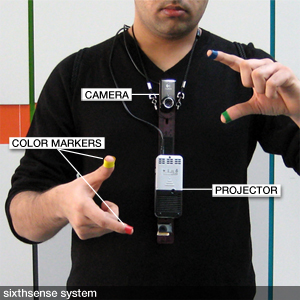 CAMERA
COLOR MARKERS
PROJECTOR
sixthsense system